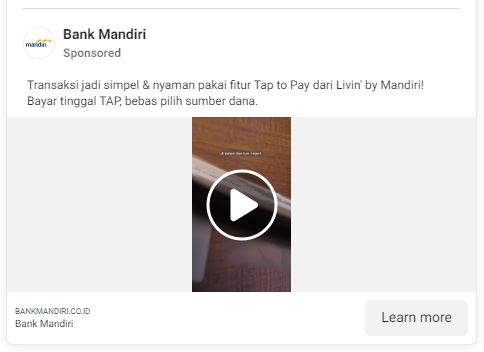 mandiri
Bank Mandiri
Sponsored
Transaksi jadi simpel & nyaman pakai fitur Tap to Pay dari Livin' by Mandiri!
Bayar tinggal TAP, bebas pilih sumber dana.
BANKMANDIRI.CO.ID
Bank Mandiri
Learn more